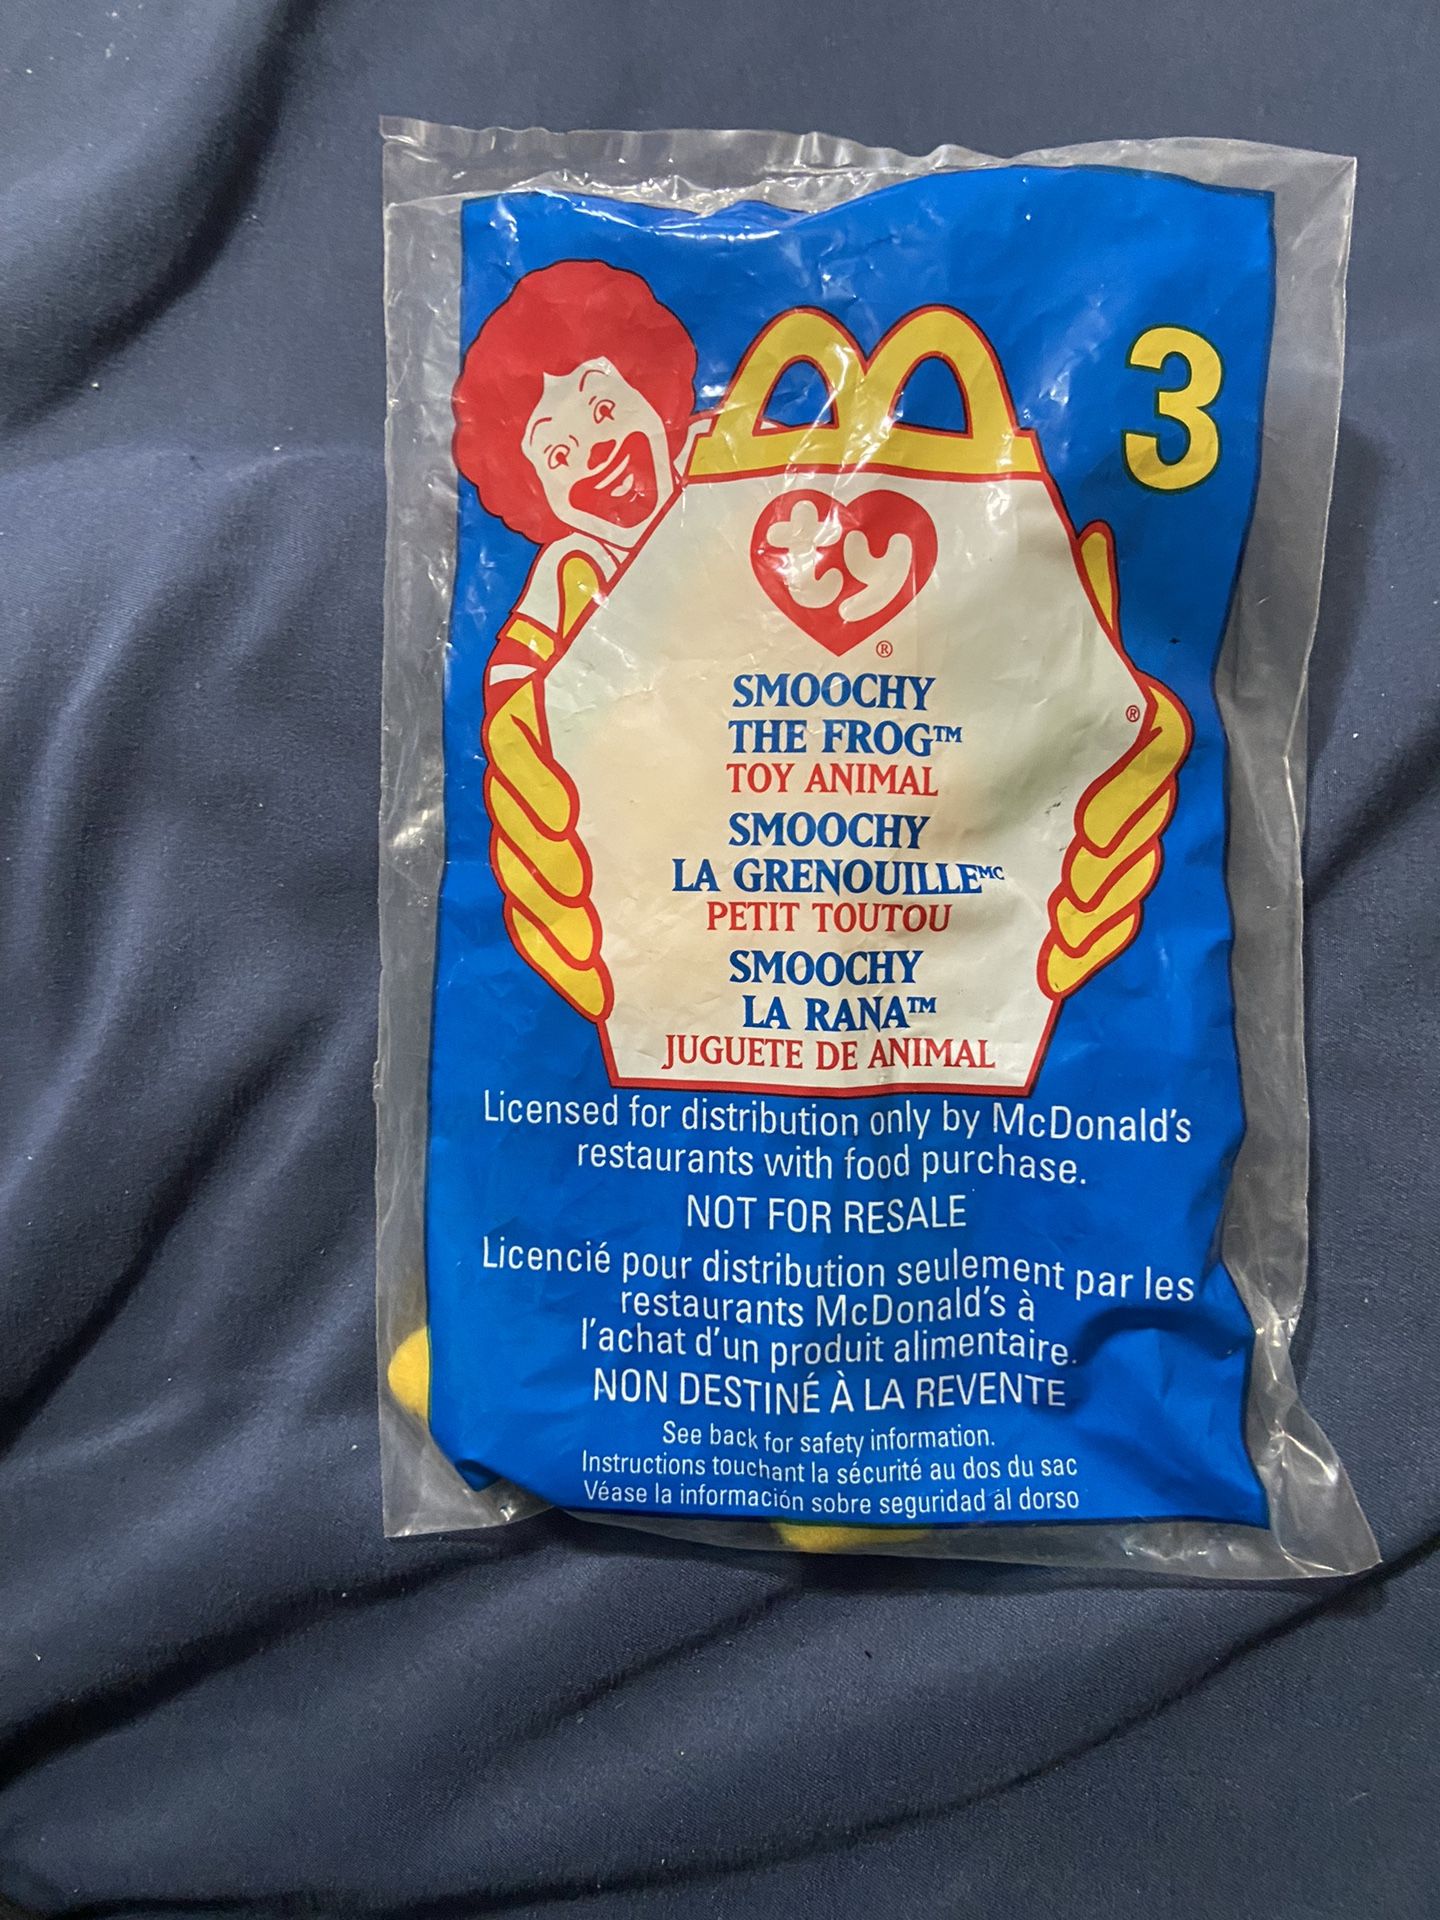 3
ty
®
SMOOCHY
THE FROG™
®
TOY ANIMAL
SMOOCHY
LA GRENOUILLEMC
PETIT TOUTOU
SMOOCHY
LA RANA™
JUGUETE DE ANIMAL
Licensed for distribution only by McDonald's
restaurants with food purchase.
NOT FOR RESALE
Licencié pour distribution seulement par les
restaurants McDonald's à
l'achat d'un produit alimentaire.
NON DESTINÉ À LA REVENTE
See back for safety information.
Instructions touchant la sécurité au dos du sac
Véase la información sobre seguridad al dorso